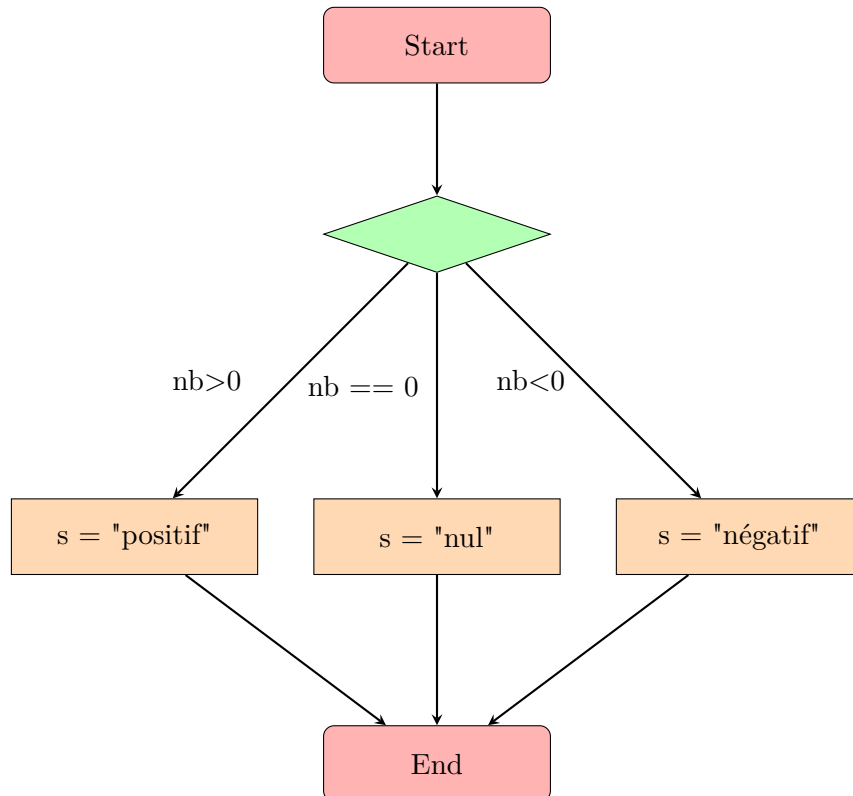 Start
nb>0
nb == 0
nb<0
s = "positif"
s = "nul"
s = "négatif"
End